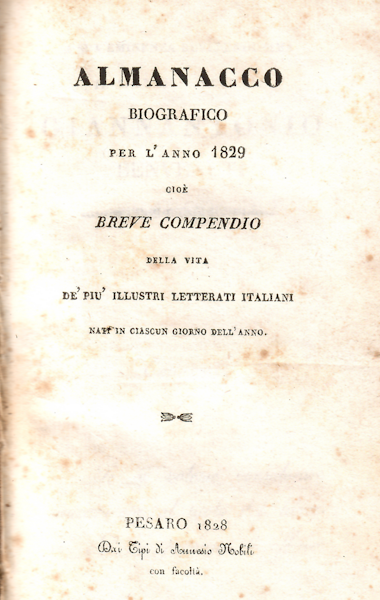 ALMANACCO
BIOGRAFICO
PER L'ANNO 1829
CIOÈ
BREVE COMPENDIO
DELLA VITA
DE' PIU' ILLUSTRI LETTERATI ITALIANI
NATI IN CIASCUN GIORNO DELL'ANNO.
PESARO 1828
Dai Tipi di Annesio Nobili
con facoltà.